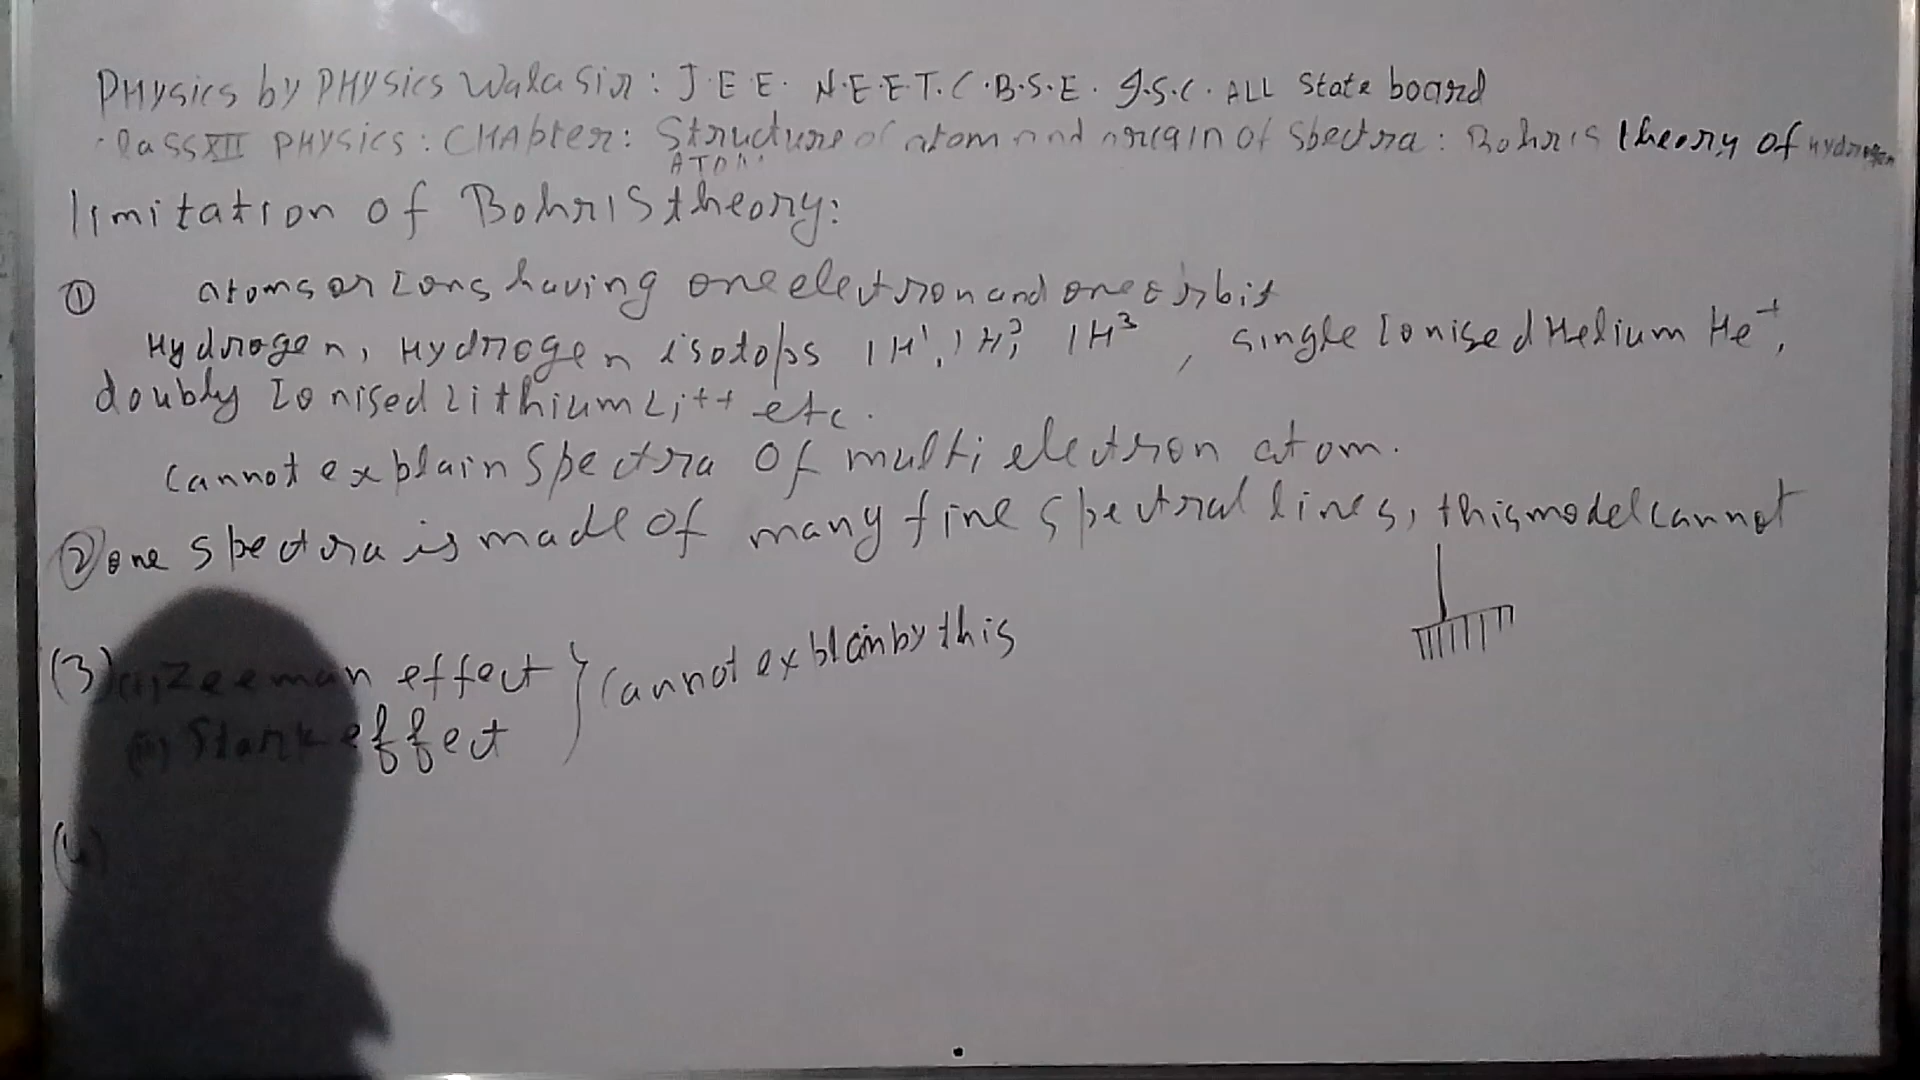 PHysics by PHysics Wala Sir: J.E.E. N.E.E.T. C.B.S.E. I.S.C. ALL State board
Class XII PHYSICS: CHApter: Structure of atom and origin of Spectra: Bohr's theory of Hydrogen
ATOM
limitation of Bohr's theory:
① atoms or Ions having one electron and one orbit
Hydrogen, Hydrogen isotops 1H¹, 1H², 1H³, single Ionised Helium He⁺,
doubly Ionised Lithium Li⁺⁺ etc.
cannot explain Spectra of multi electron atom.
② one spectra is made of many fine spectral lines, this model cannot
(3) (i) Zeeman effect } cannot explain by this
(ii) Stark effect
(4)